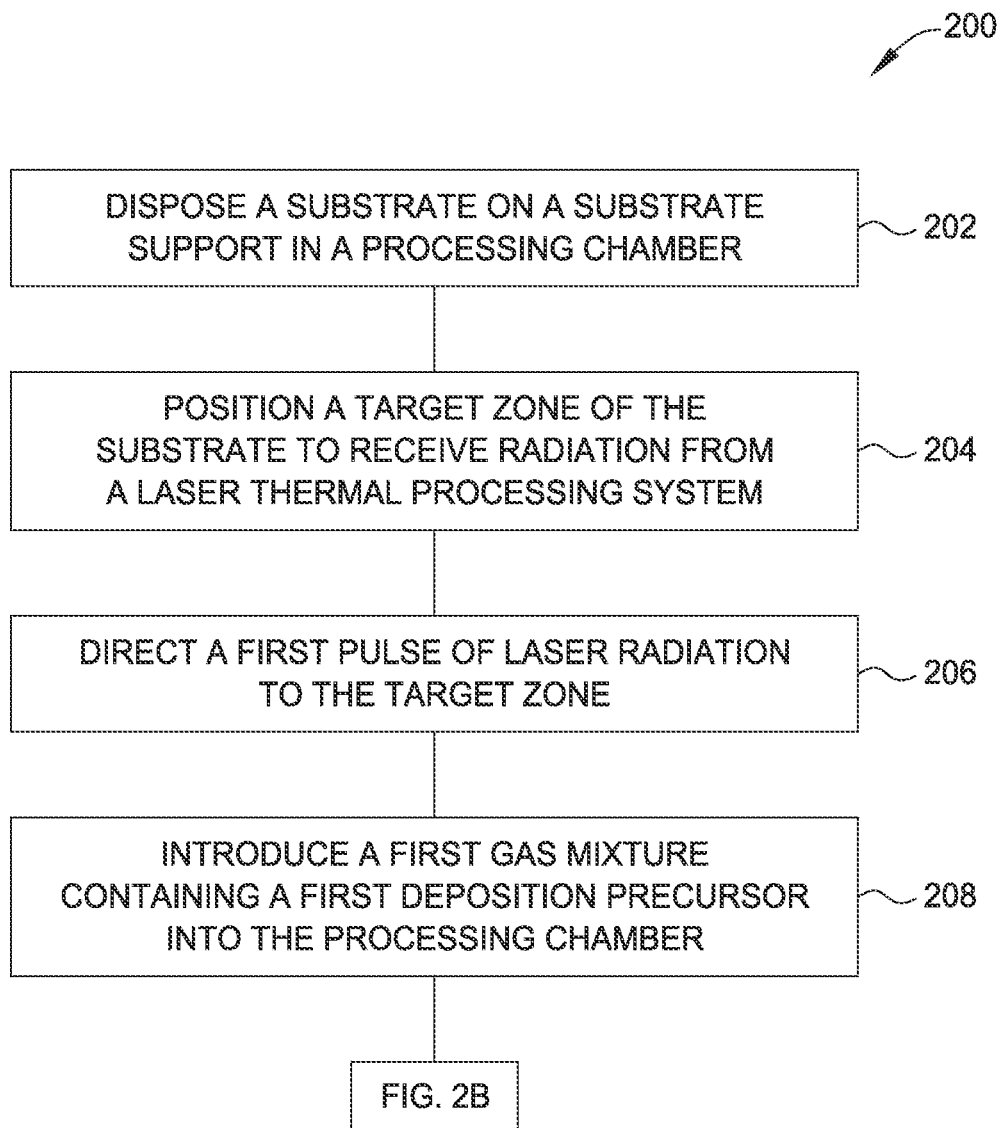 200
DISPOSE A SUBSTRATE ON A SUBSTRATE
SUPPORT IN A PROCESSING CHAMBER
202
POSITION A TARGET ZONE OF THE
SUBSTRATE TO RECEIVE RADIATION FROM
A LASER THERMAL PROCESSING SYSTEM
204
DIRECT A FIRST PULSE OF LASER RADIATION
TO THE TARGET ZONE
206
INTRODUCE A FIRST GAS MIXTURE
CONTAINING A FIRST DEPOSITION PRECURSOR
INTO THE PROCESSING CHAMBER
208
FIG. 2B